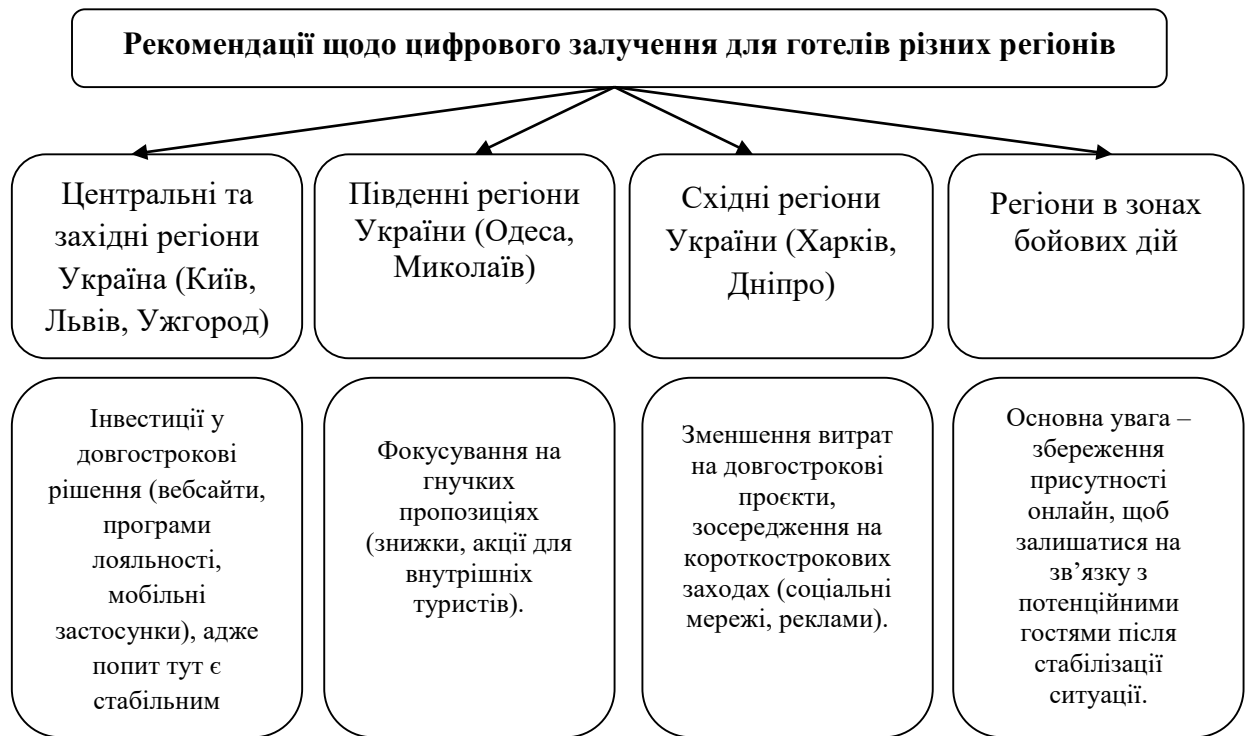 Рекомендації щодо цифрового залучення для готелів різних регіонів
Центральні та
західні регіони
Україна (Київ,
Львів, Ужгород)
Південні регіони
України (Одеса,
Миколаїв)
Східні регіони
України (Харків,
Дніпро)
Регіони в зонах
бойових дій
Інвестиції у
довгострокові
рішення (вебсайти,
програми
лояльності,
мобільні
застосунки), адже
попит тут є
стабільним
Фокусування на
гнучких
пропозиціях
(знижки, акції для
внутрішніх
туристів).
Зменшення витрат
на довгострокові
проєкти,
зосередження на
короткострокових
заходах (соціальні
мережі, реклами).
Основна увага –
збереження
присутності
онлайн, щоб
залишатися на
зв’язку з
потенційними
гостями після
стабілізації
ситуації.